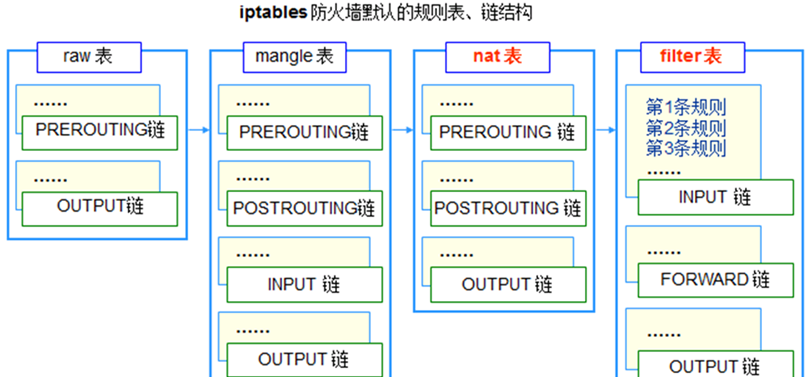 iptables 防火墙默认的规则表、链结构
raw 表
……
PREROUTING链
……
OUTPUT链
mangle 表
……
PREROUTING链
……
POSTROUTING链
……
INPUT 链
……
OUTPUT 链
nat 表
……
PREROUTING 链
……
POSTROUTING 链
……
OUTPUT 链
filter 表
第1条规则
第2条规则
第3条规则
……
INPUT 链
……
FORWARD 链
……
OUTPUT 链